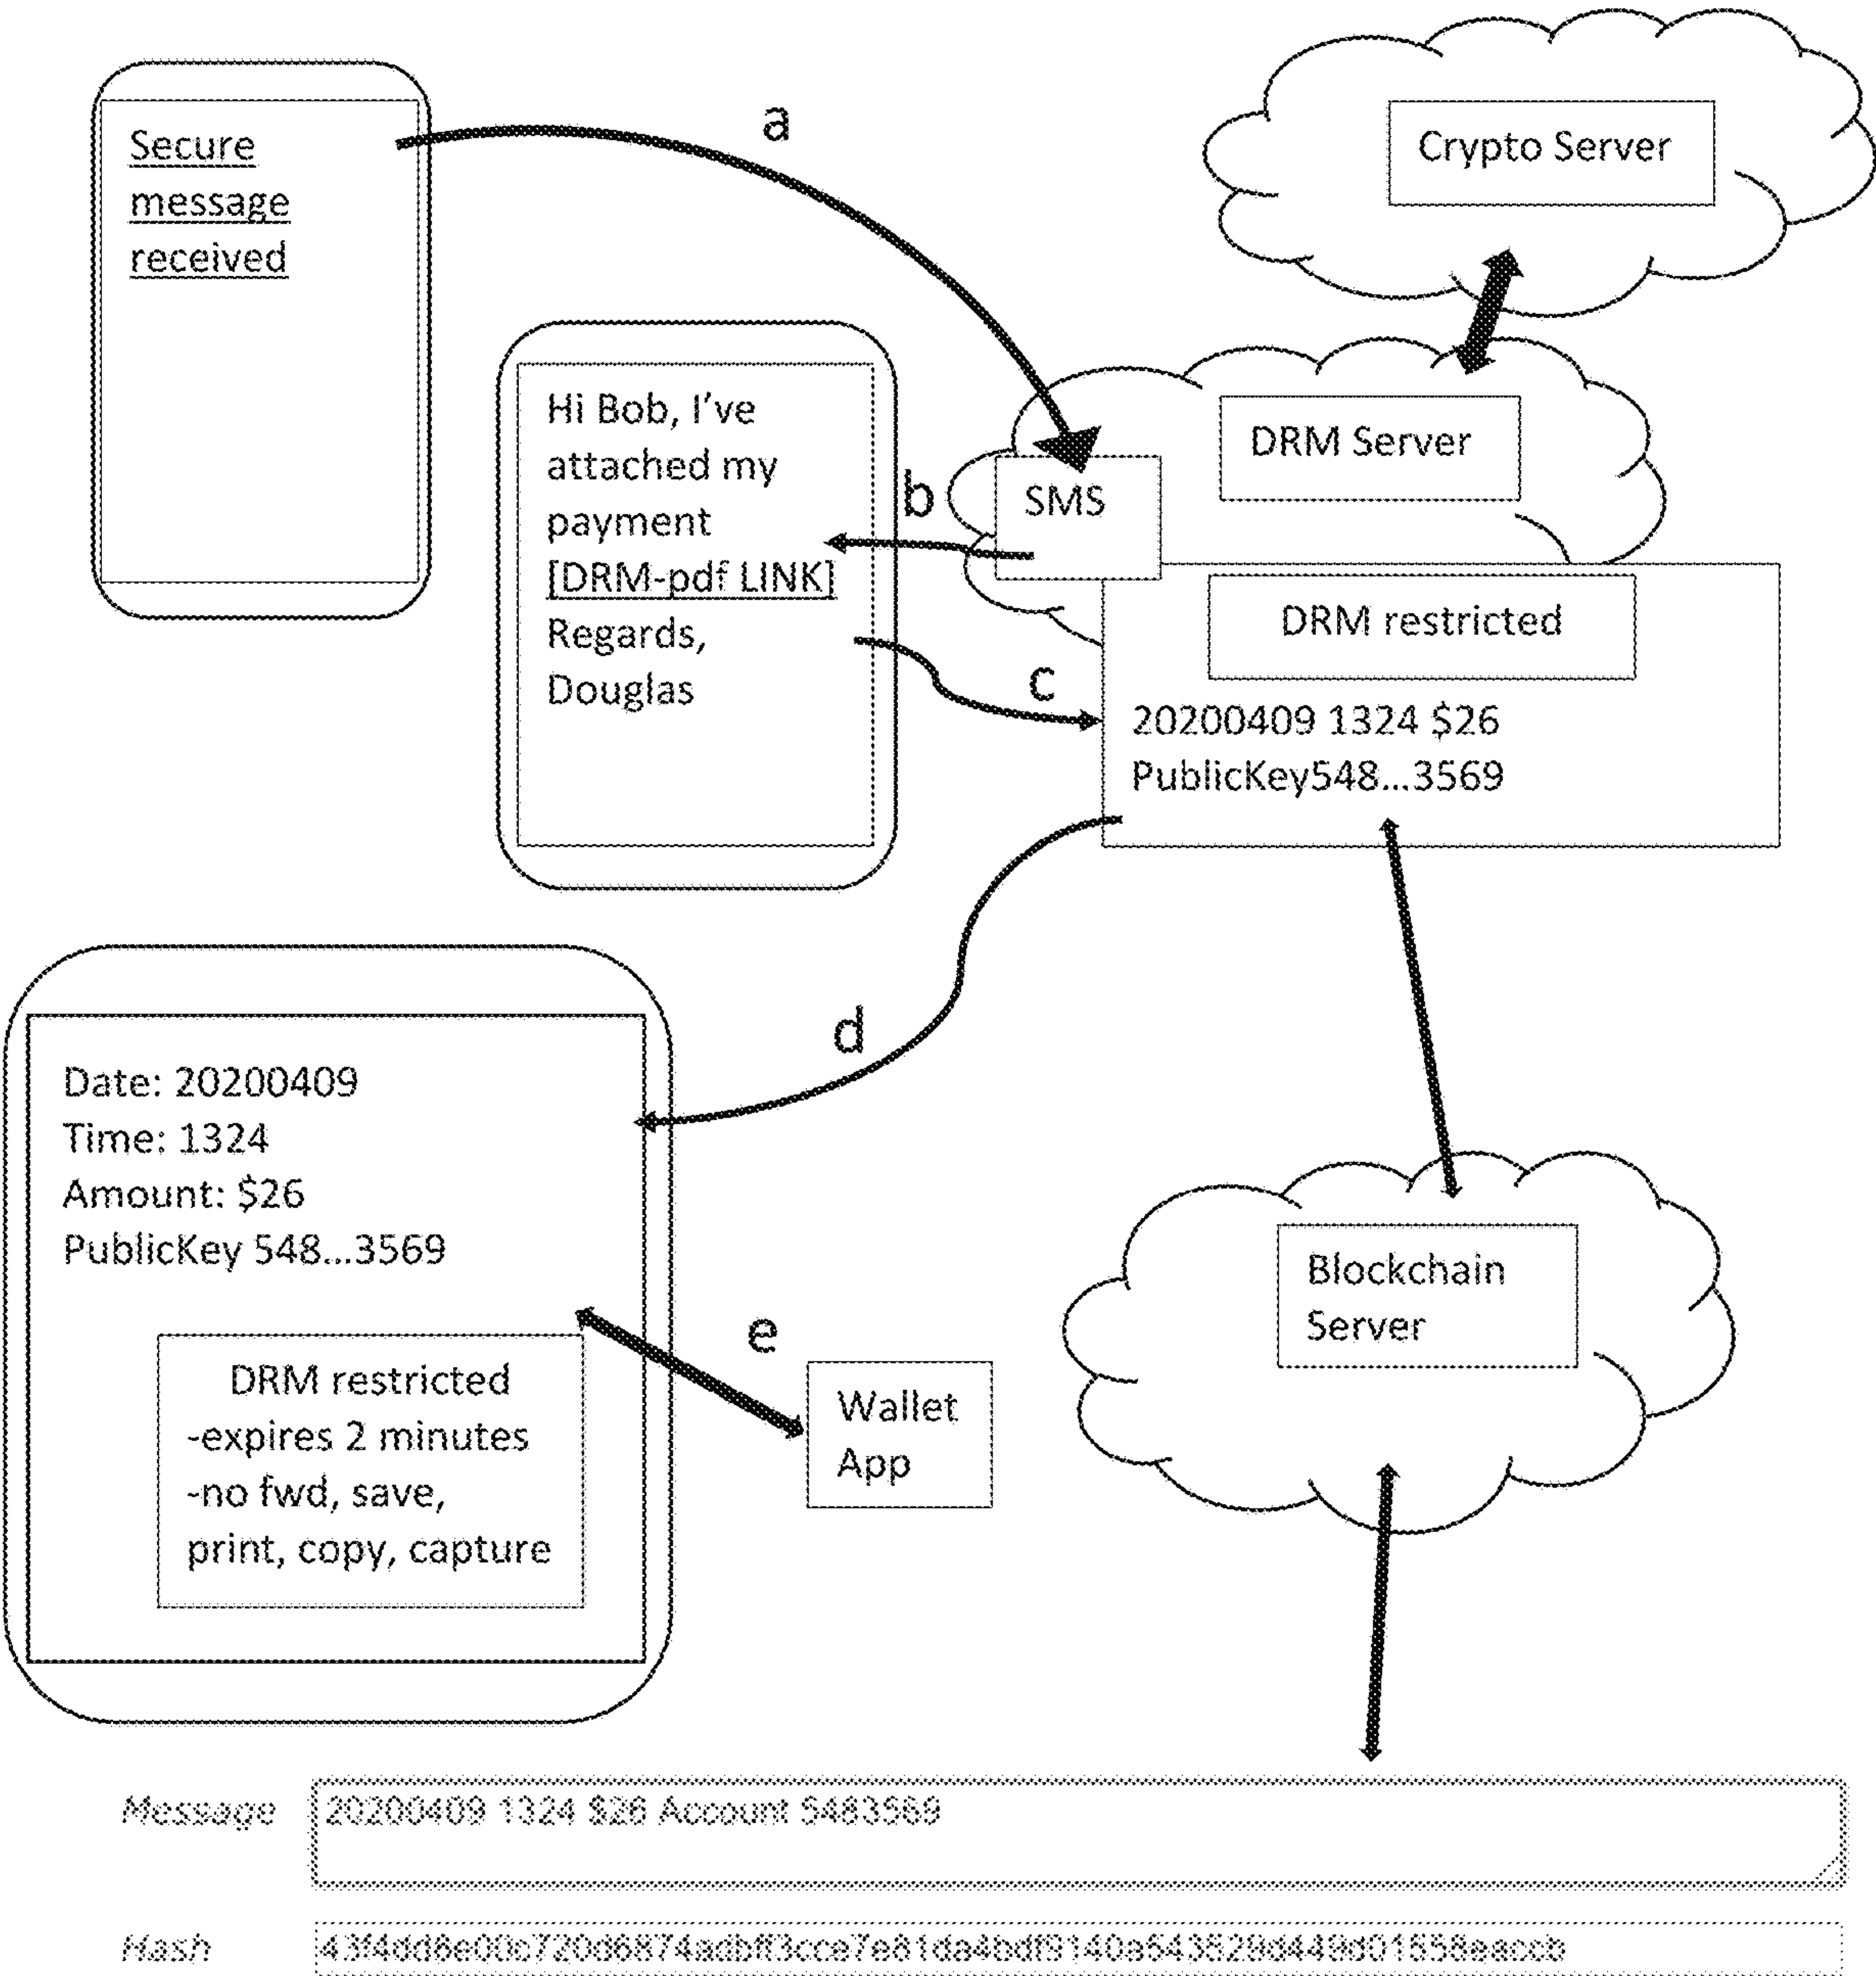 Secure
message
received
a
Crypto Server
Hi Bob, I've
attached my
payment
[DRM-pdf LINK]
Regards,
Douglas
b
SMS
DRM Server
DRM restricted
c
20200409 1324 $26
PublicKey548...3569
d
Date: 20200409
Time: 1324
Amount: $26
PublicKey 548...3569
DRM restricted
-expires 2 minutes
-no fwd, save,
print, copy, capture
e
Wallet
App
Blockchain
Server
Message
20200409 1324 $26 Account 5483569
Hash